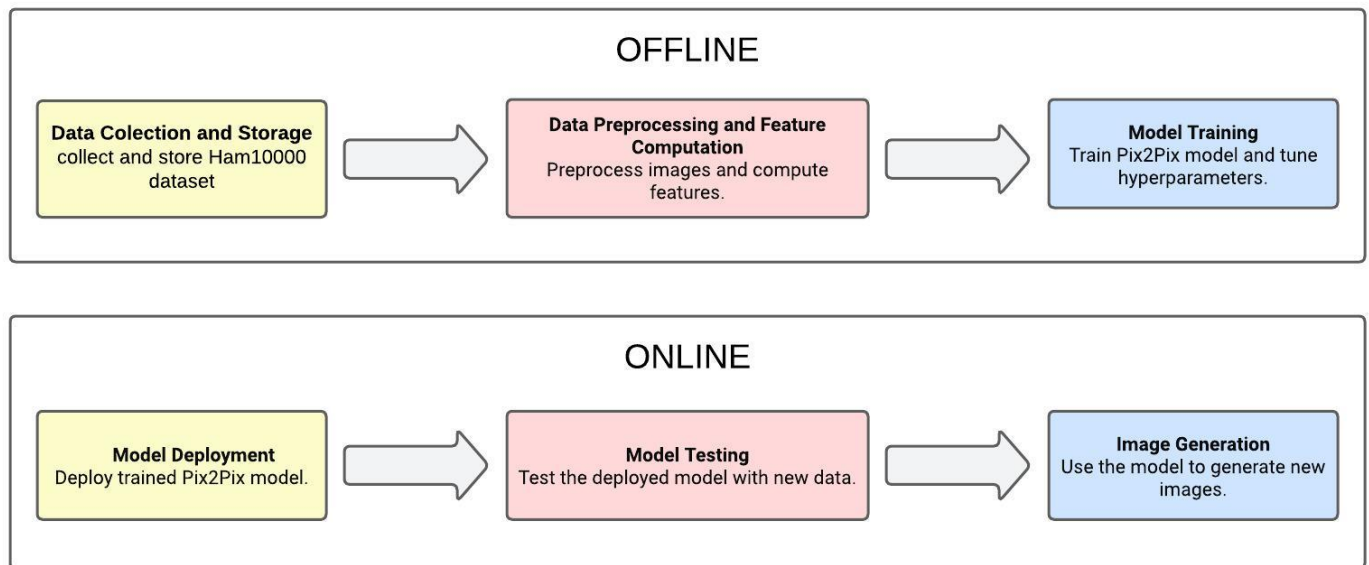 OFFLINE
Data Colection and Storage
collect and store Ham10000
dataset
Data Preprocessing and Feature
Computation
Preprocess images and compute
features.
Model Training
Train Pix2Pix model and tune
hyperparameters.
ONLINE
Model Deployment
Deploy trained Pix2Pix model.
Model Testing
Test the deployed model with new data.
Image Generation
Use the model to generate new
images.